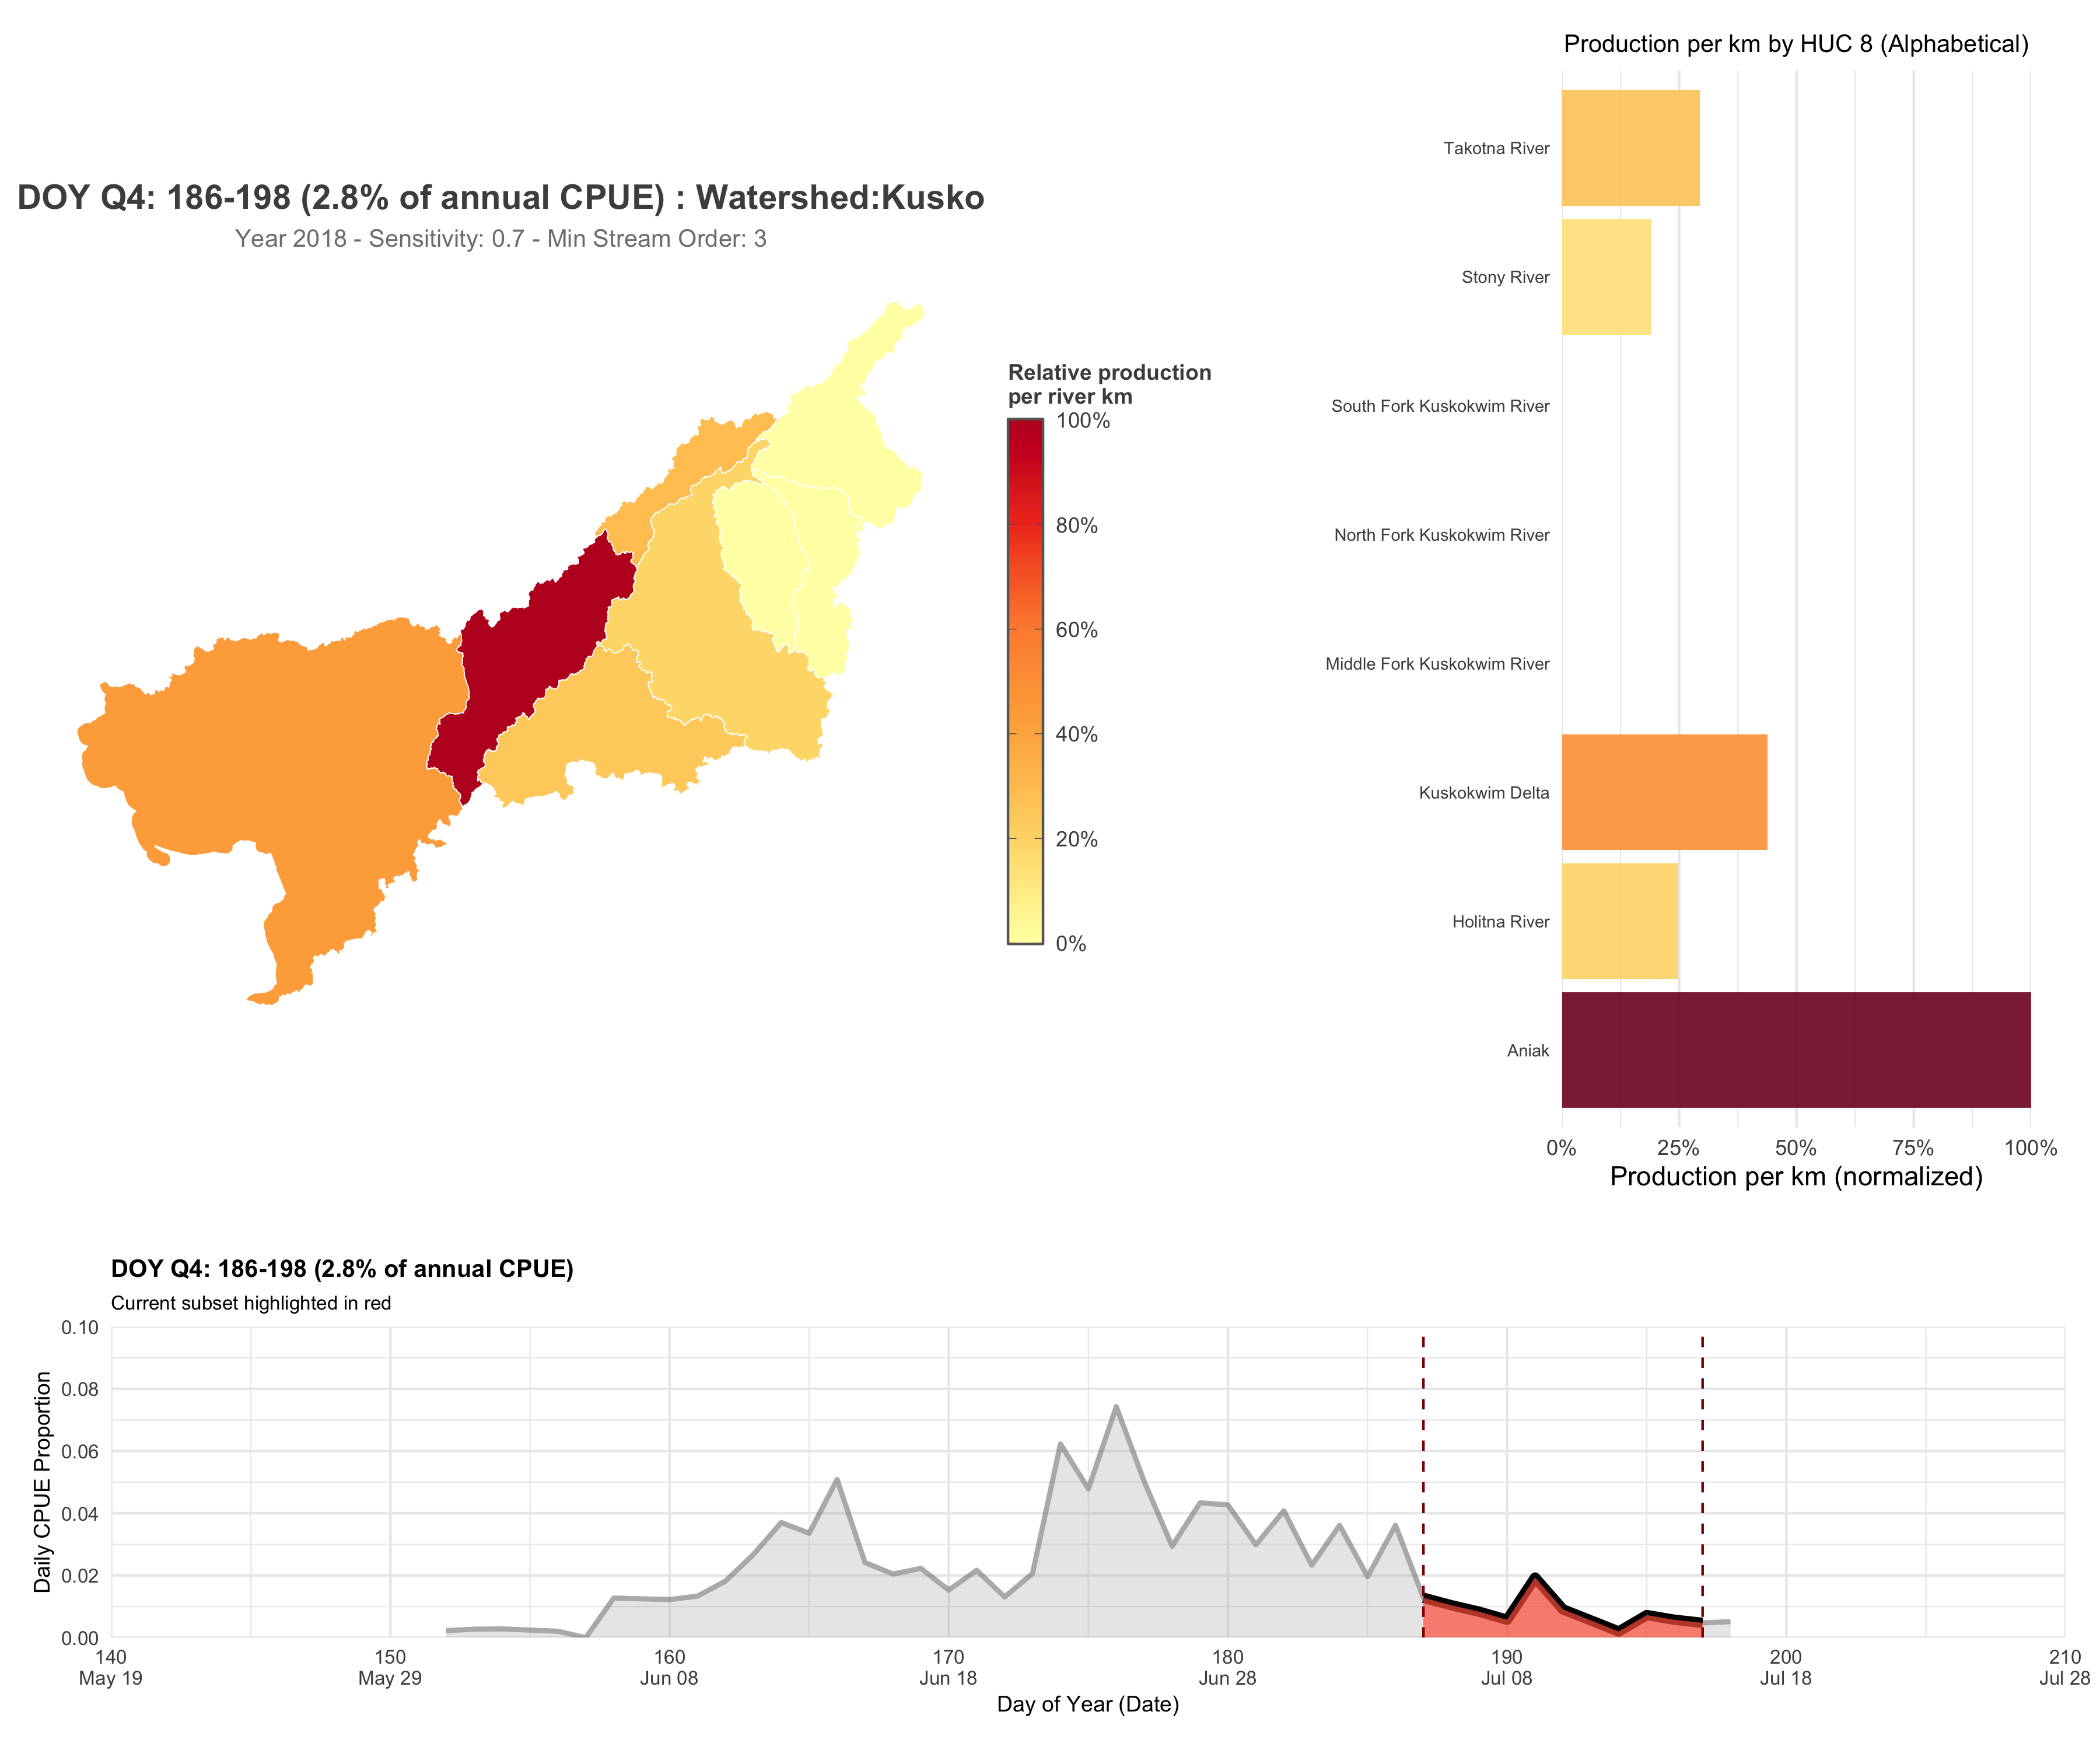 Production per km by HUC 8 (Alphabetical)
Takotna River
Stony River
South Fork Kuskokwim River
North Fork Kuskokwim River
Middle Fork Kuskokwim River
Kuskokwim Delta
Holitna River
Aniak
0% 25% 50% 75% 100%
Production per km (normalized)
DOY Q4: 186-198 (2.8% of annual CPUE) : Watershed:Kusko
Year 2018 - Sensitivity: 0.7 - Min Stream Order: 3
Relative production
per river km
100%
80%
60%
40%
20%
0%
DOY Q4: 186-198 (2.8% of annual CPUE)
Current subset highlighted in red
Daily CPUE Proportion
0.10
0.08
0.06
0.04
0.02
0.00
140 150 160 170 180 190 200 210
May 19 May 29 Jun 08 Jun 18 Jun 28 Jul 08 Jul 18 Jul 28
Day of Year (Date)